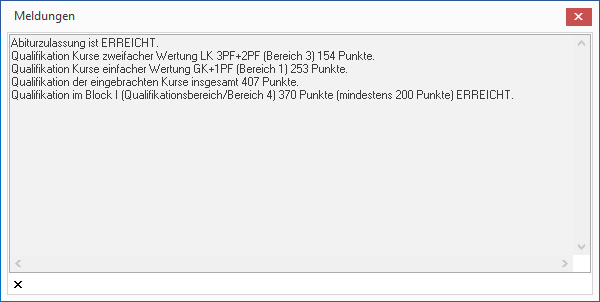 Meldungen
Abiturzulassung ist ERREICHT.
Qualifikation Kurse zweifacher Wertung LK 3PF+2PF (Bereich 3) 154 Punkte.
Qualifikation Kurse einfacher Wertung GK+1PF (Bereich 1) 253 Punkte.
Qualifikation der eingebrachten Kurse insgesamt 407 Punkte.
Qualifikation im Block I (Qualifikationsbereich/Bereich 4) 370 Punkte (mindestens 200 Punkte) ERREICHT.